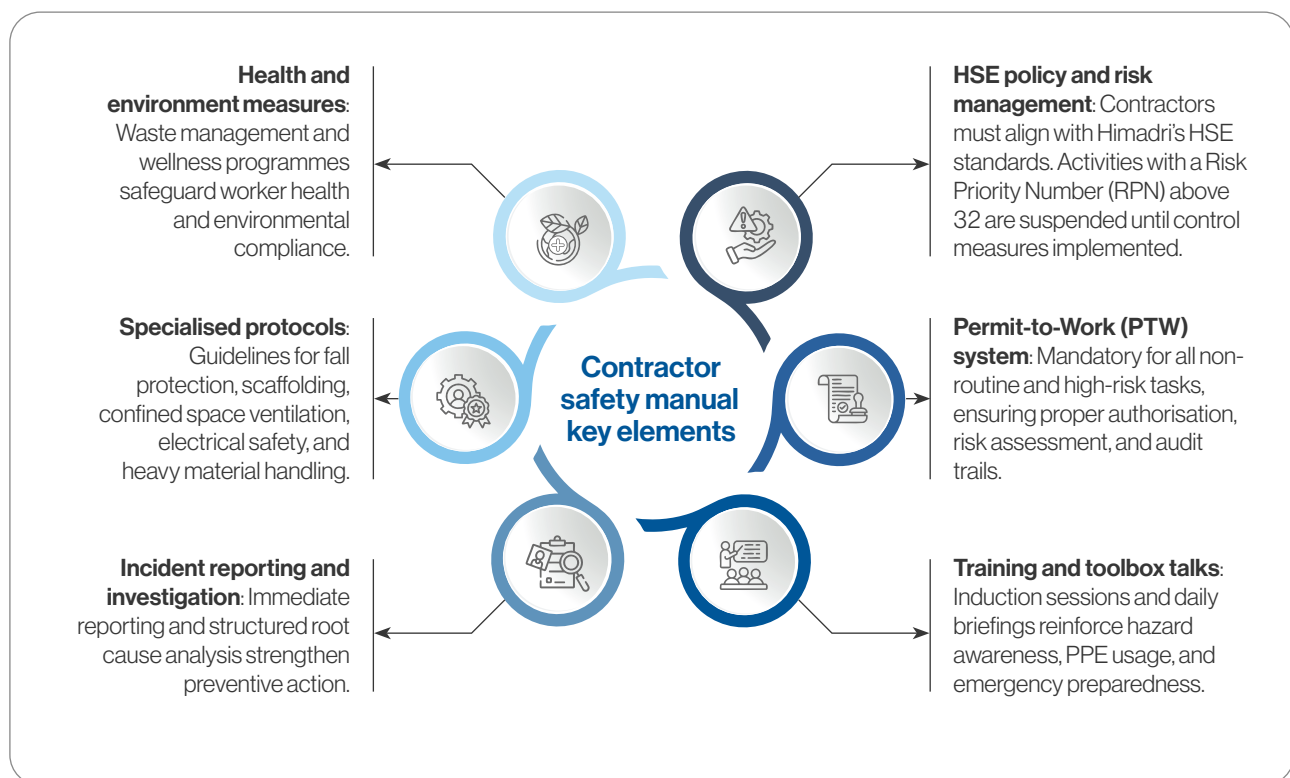 Health and
environment measures:
Waste management and
wellness programmes
safeguard worker health
and environmental
compliance.
Specialised protocols:
Guidelines for fall
protection, scaffolding,
confined space ventilation,
electrical safety, and
heavy material handling.
Incident reporting and
investigation: Immediate
reporting and structured root
cause analysis strengthen
preventive action.
Contractor
safety manual
key elements
HSE policy and risk
management: Contractors
must align with Himadri's HSE
standards. Activities with a Risk
Priority Number (RPN) above
32 are suspended until control
measures implemented.
Permit-to-Work (PTW)
system: Mandatory for all non-
routine and high-risk tasks,
ensuring proper authorisation,
risk assessment, and audit
trails.
Training and toolbox talks:
Induction sessions and daily
briefings reinforce hazard
awareness, PPE usage, and
emergency preparedness.